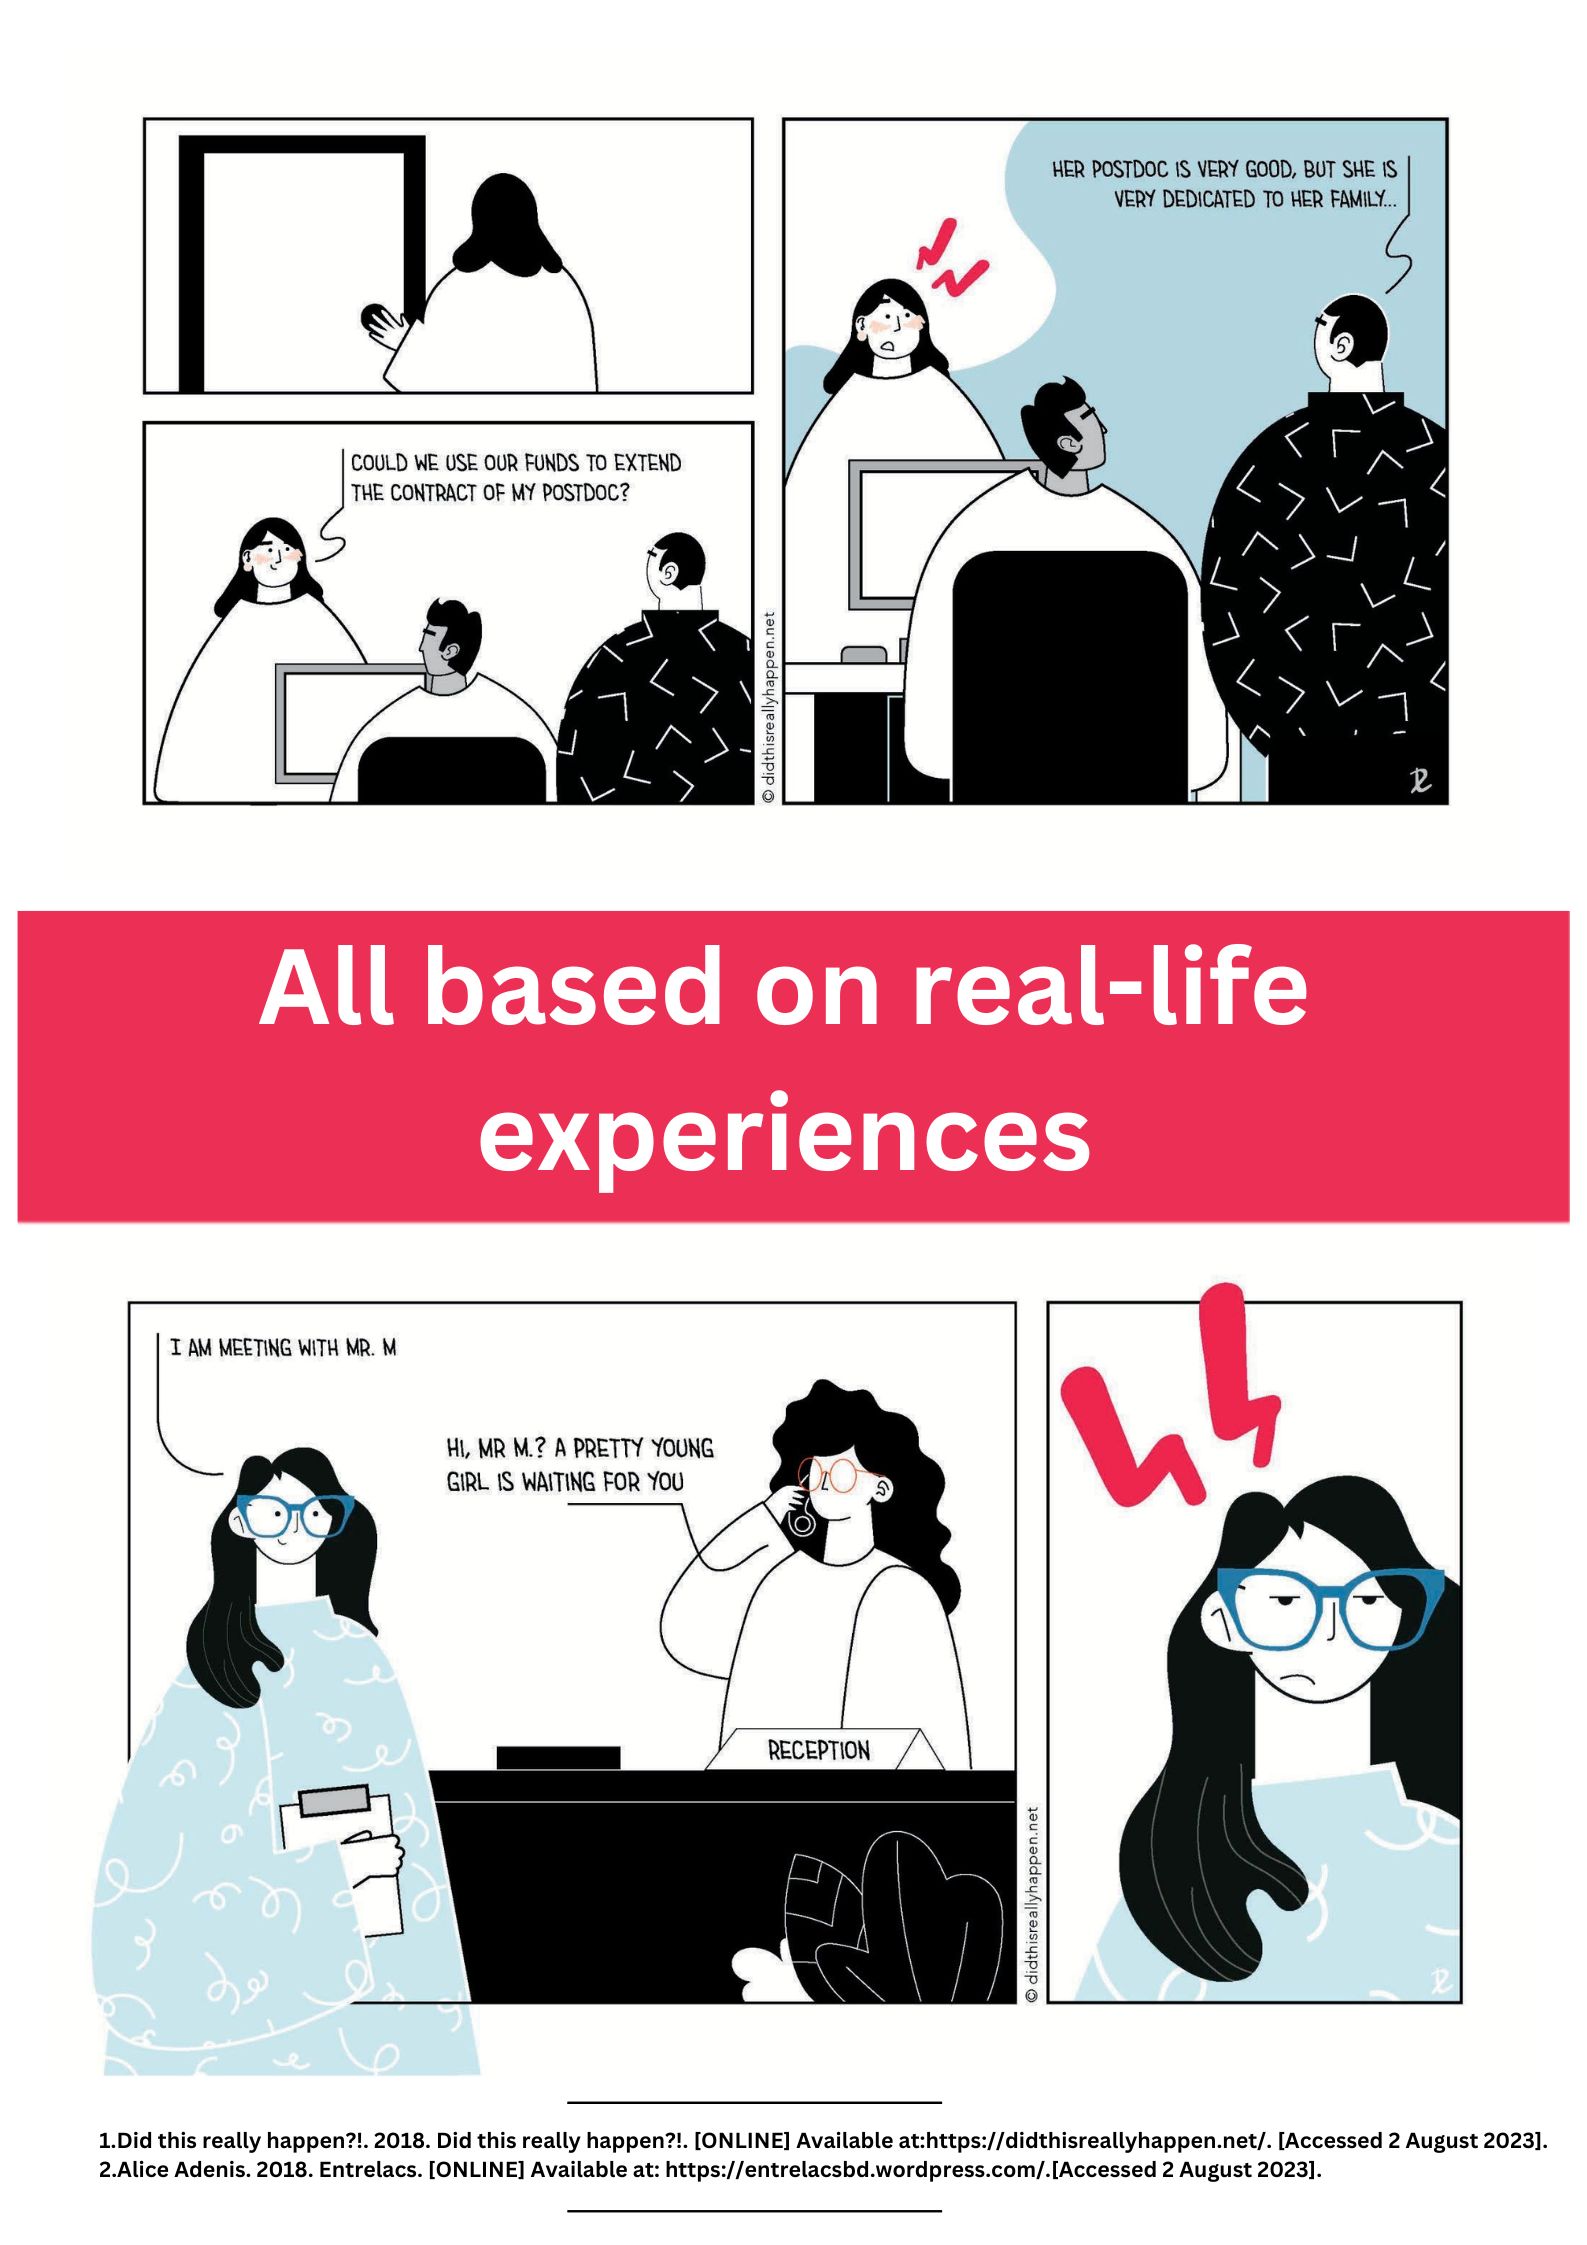 COULD WE USE OUR FUNDS TO EXTEND
THE CONTRACT OF MY POSTDOC?
© didthisreallyhappen.net
HER POSTDOC IS VERY GOOD, BUT SHE IS
VERY DEDICATED TO HER FAMILY...
All based on real-life
experiences
I AM MEETING WITH MR. M
HI, MR M.? A PRETTY YOUNG
GIRL IS WAITING FOR YOU
RECEPTION
© didthisreallyhappen.net
1.Did this really happen?!. 2018. Did this really happen?!. [ONLINE] Available at:https://didthisreallyhappen.net/. [Accessed 2 August 2023].
2.Alice Adenis. 2018. Entrelacs. [ONLINE] Available at: https://entrelacsbd.wordpress.com/.[Accessed 2 August 2023].